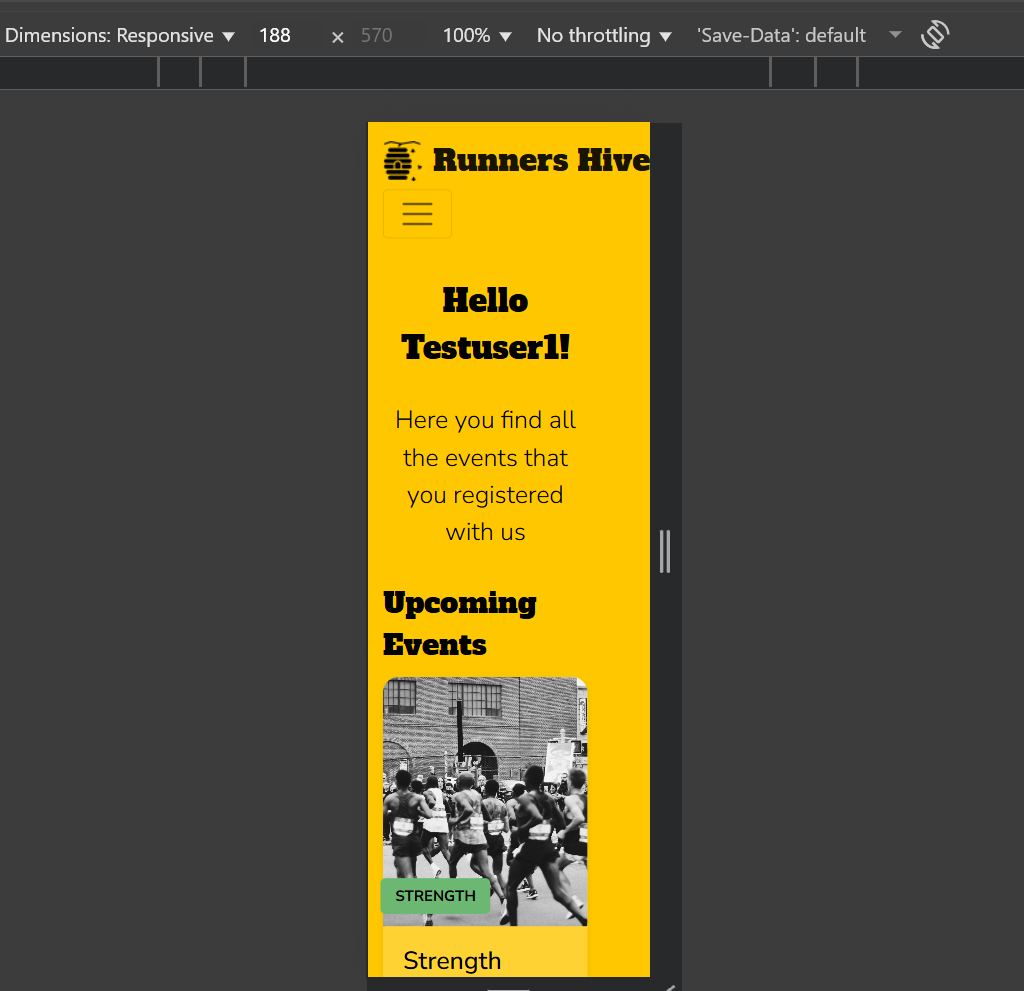 Dimensions: Responsive ▼ 188 × 570 100% ▼ No throttling ▼ 'Save-Data': default ▼
Runners Hive
Hello
Testuser1!
Here you find all
the events that
you registered
with us
Upcoming
Events
STRENGTH
Strength